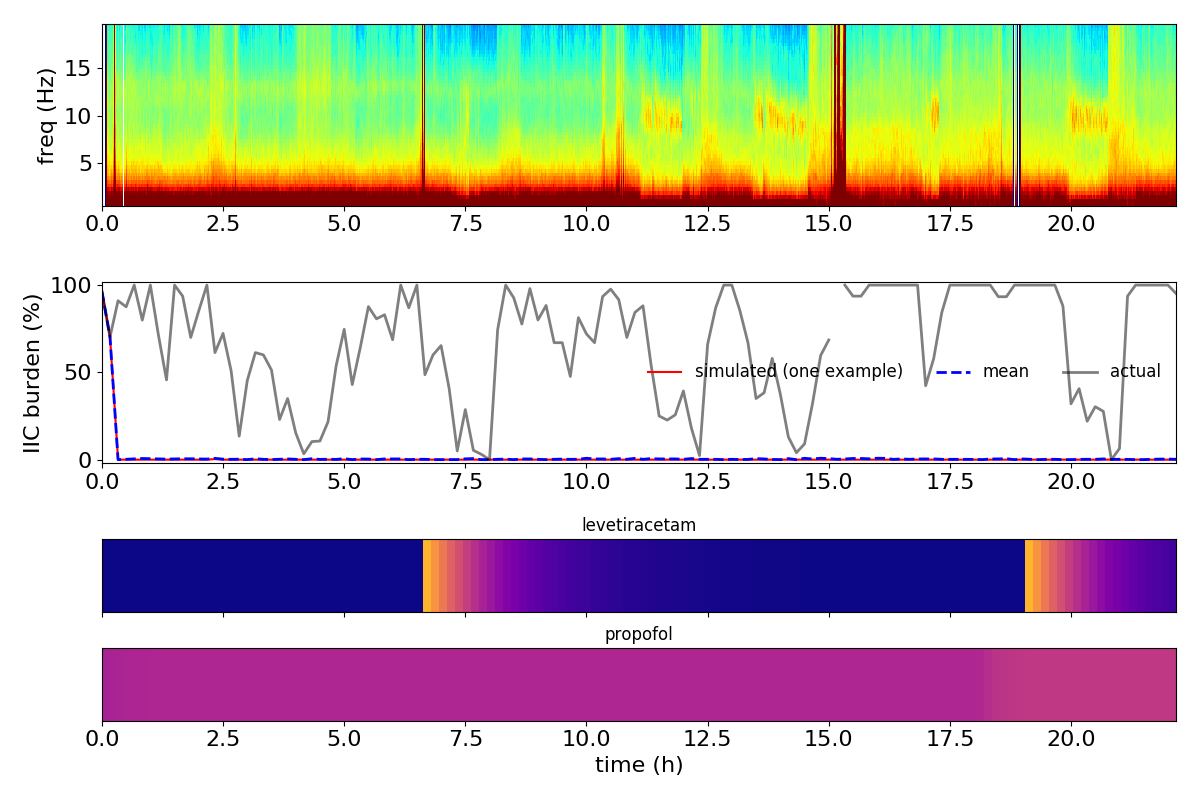 freq (Hz)
15
10
5
0.0 2.5 5.0 7.5 10.0 12.5 15.0 17.5 20.0
IIC burden (%)
100
50
0
simulated (one example) mean actual
0.0 2.5 5.0 7.5 10.0 12.5 15.0 17.5 20.0
levetiracetam
propofol
0.0 2.5 5.0 7.5 10.0 12.5 15.0 17.5 20.0
time (h)